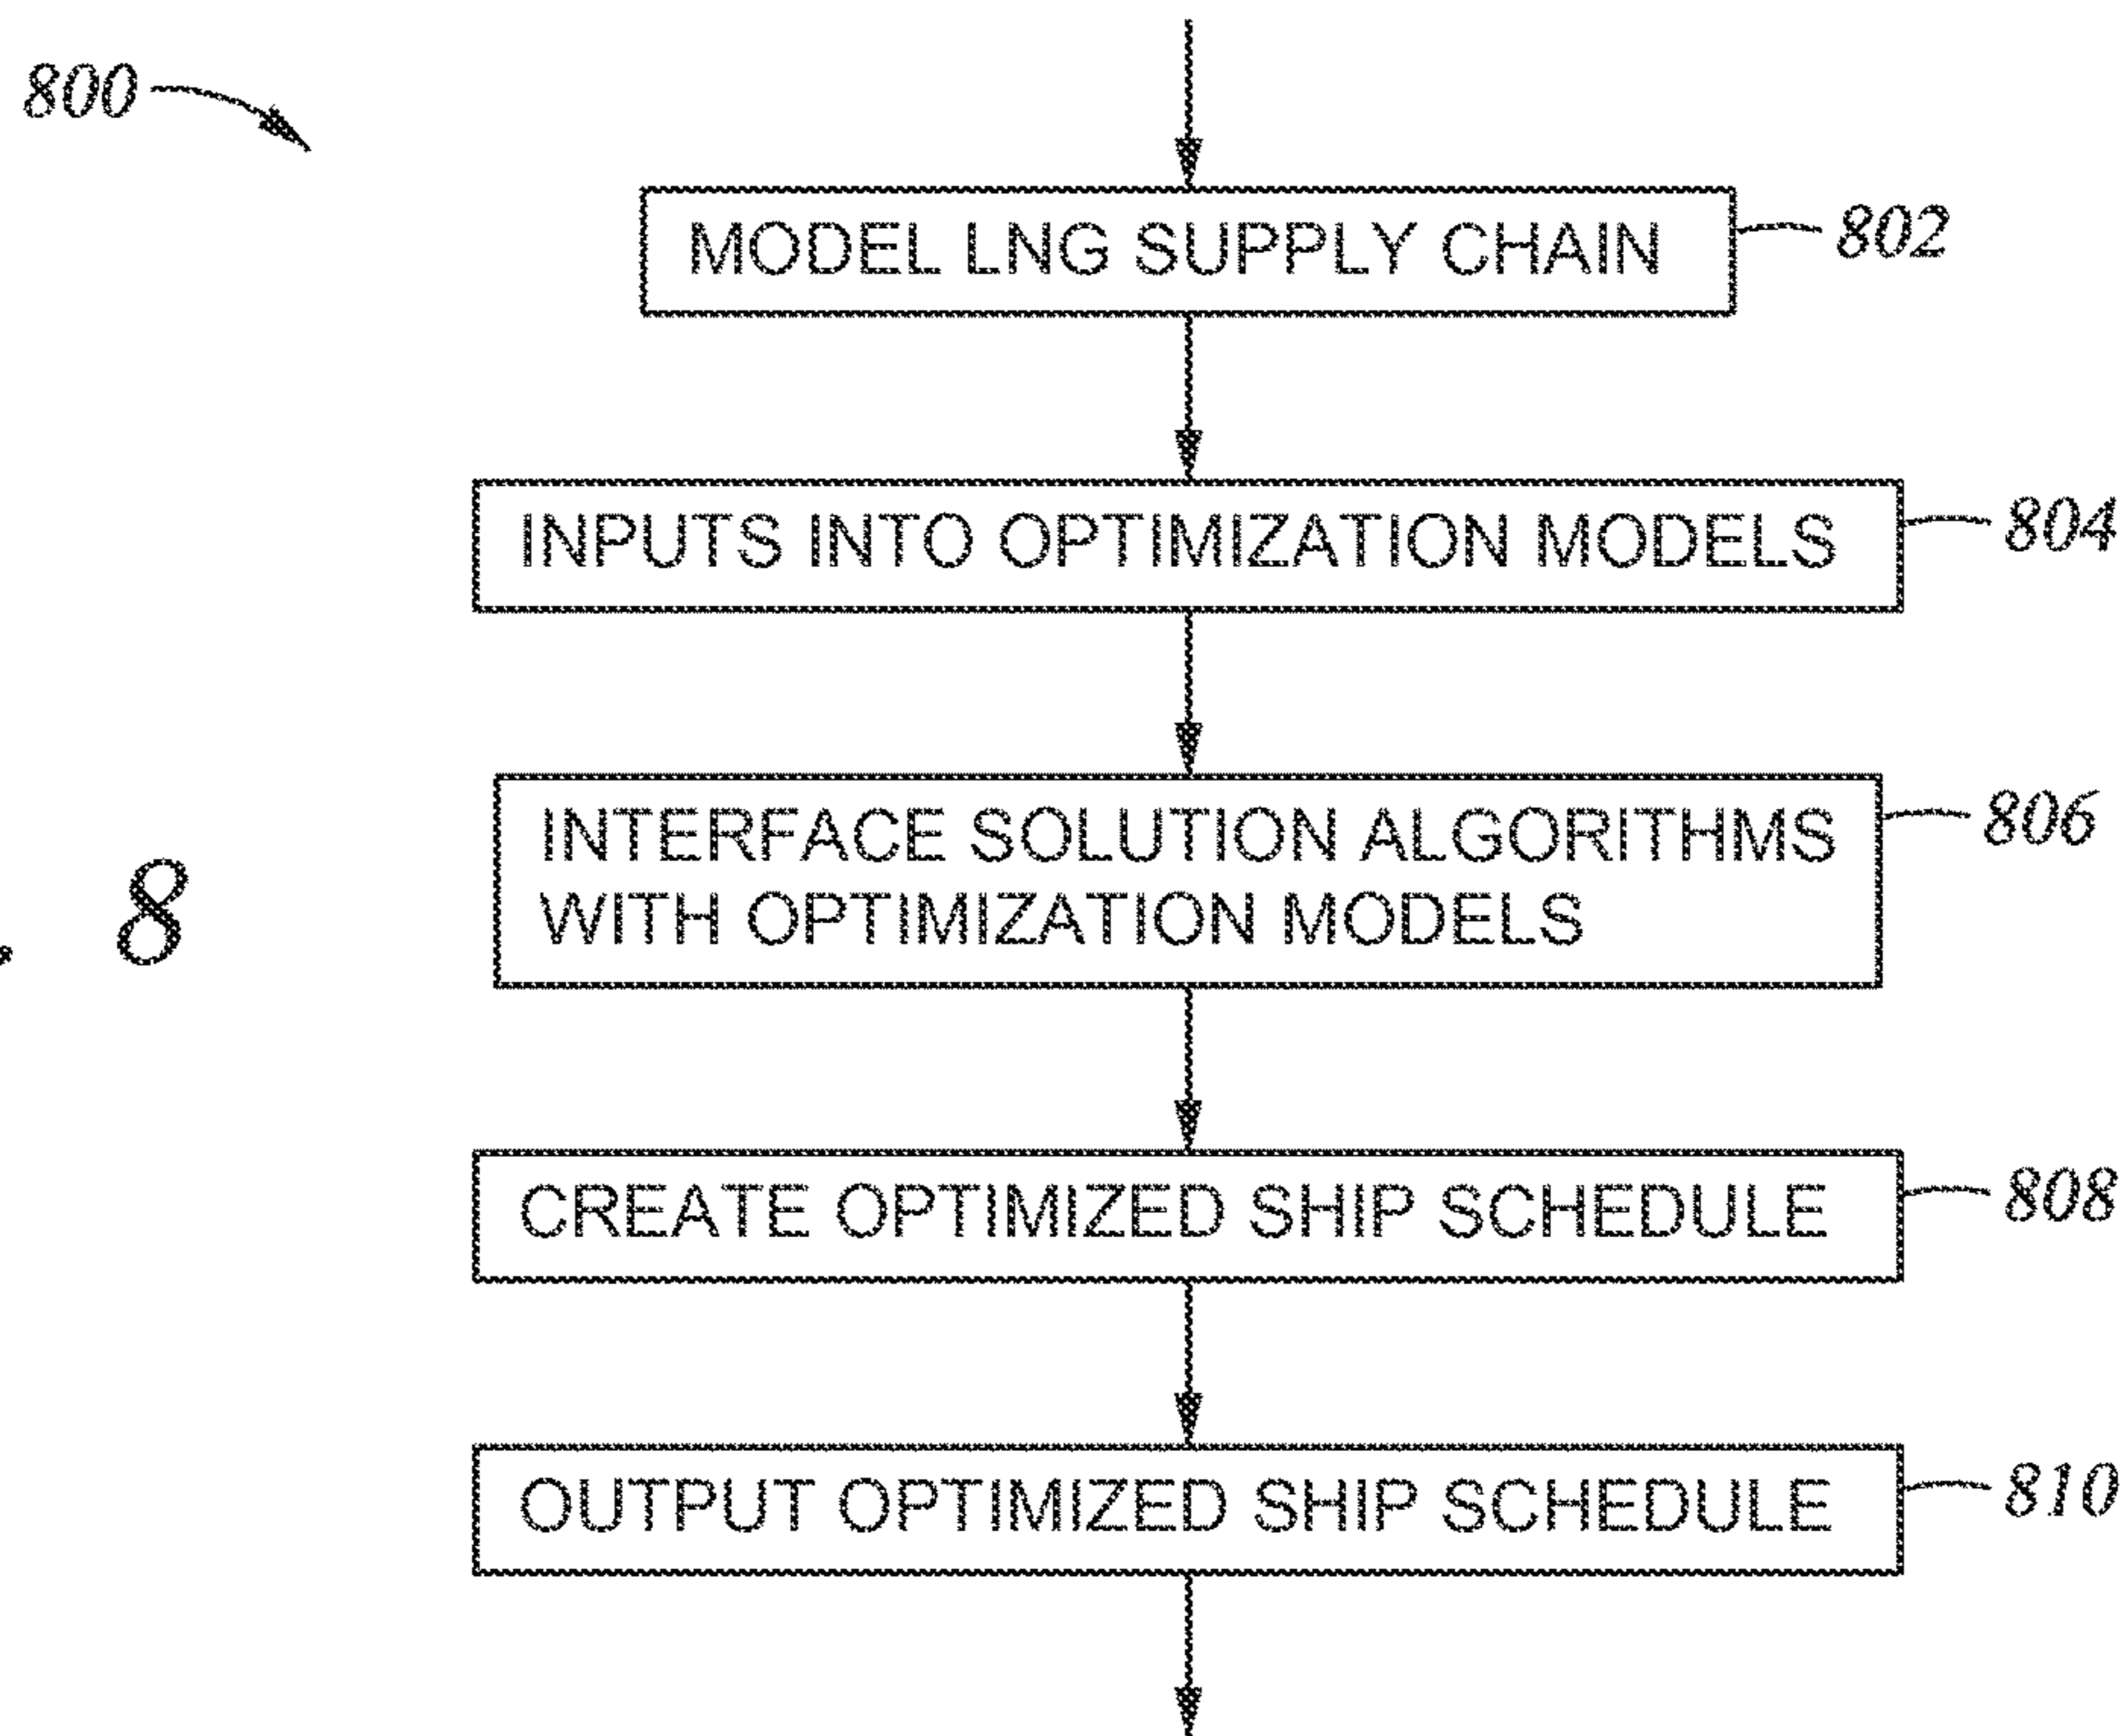 800
MODEL LNG SUPPLY CHAIN
802
INPUTS INTO OPTIMIZATION MODELS
804
INTERFACE SOLUTION ALGORITHMS
WITH OPTIMIZATION MODELS
806
. 8
CREATE OPTIMIZED SHIP SCHEDULE
808
OUTPUT OPTIMIZED SHIP SCHEDULE
810